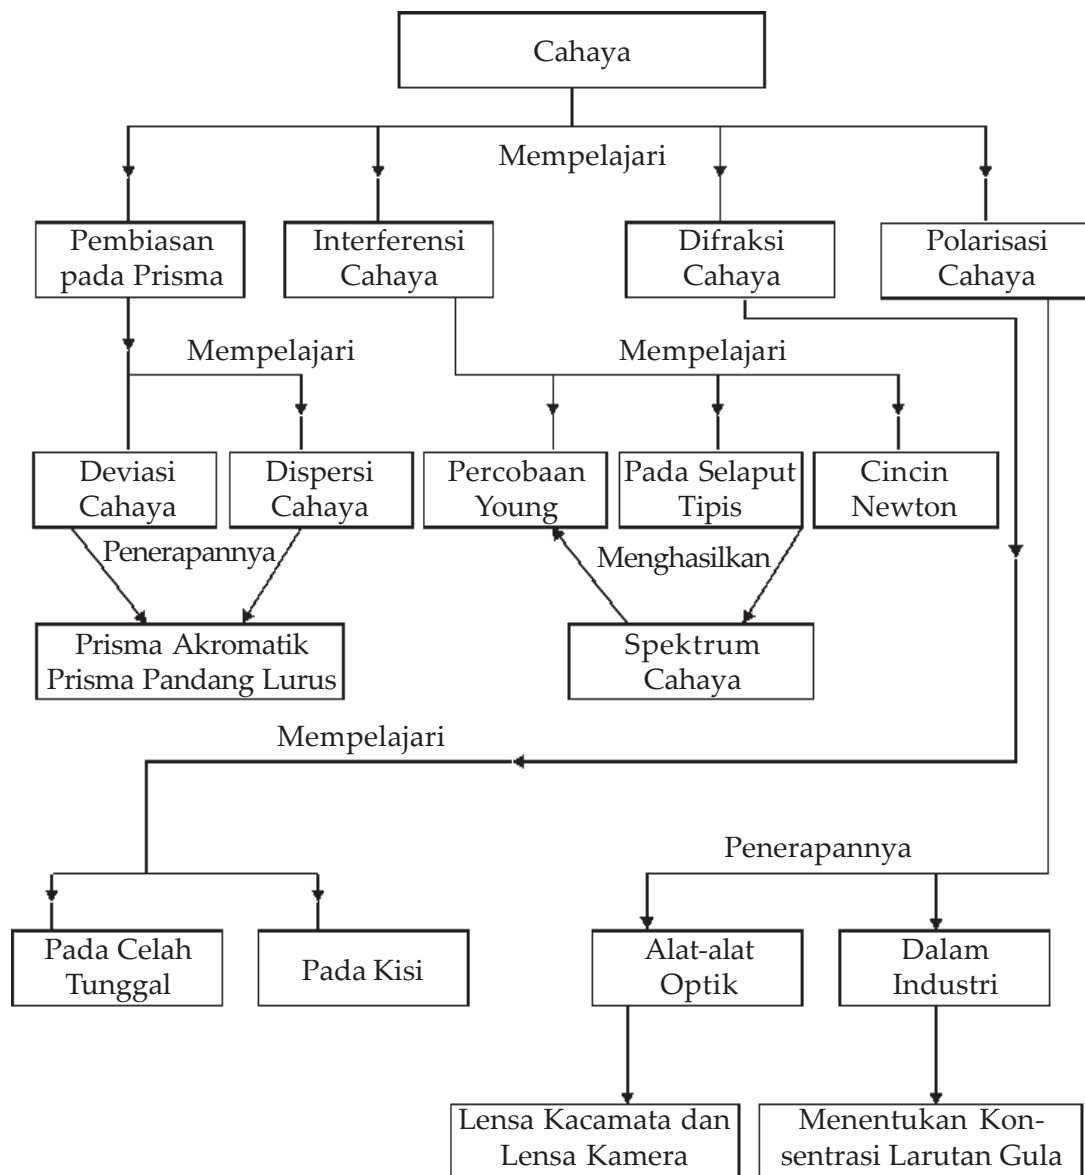 Cahaya
Mempelajari
Pembiasan
pada Prisma
Interferensi
Cahaya
Difraksi
Cahaya
Polarisasi
Cahaya
Mempelajari
Mempelajari
Deviasi
Cahaya
Dispersi
Cahaya
Percobaan
Young
Pada Selaput
Tipis
Cincin
Newton
Penerapannya
Menghasilkan
Prisma Akromatik
Prisma Pandang Lurus
Spektrum
Cahaya
Mempelajari
Penerapannya
Pada Celah
Tunggal
Pada Kisi
Alat-alat
Optik
Dalam
Industri
Lensa Kacamata dan
Lensa Kamera
Menentukan Kon-
sentrasi Larutan Gula